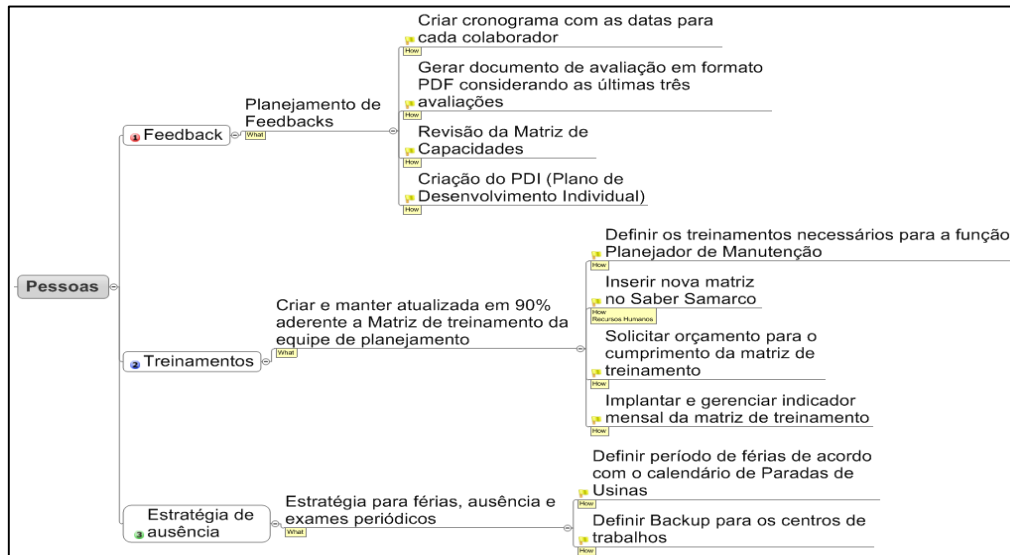 Pessoas
1 Feedback
Planejamento de
Feedbacks
What
Criar cronograma com as datas para
cada colaborador
How
Gerar documento de avaliação em formato
PDF considerando as últimas três
avaliações
How
Revisão da Matriz de
Capacidades
How
Criação do PDI (Plano de
Desenvolvimento Individual)
How
2 Treinamentos
Criar e manter atualizada em 90%
aderente a Matriz de treinamento da
equipe de planejamento
What
Definir os treinamentos necessários para a função
Planejador de Manutenção
How
Inserir nova matriz
no Saber Samarco
How
Recursos Humanos
Solicitar orçamento para o
cumprimento da matriz de
treinamento
How
Implantar e gerenciar indicador
mensal da matriz de treinamento
How
3 Estratégia de
ausência
Estratégia para férias, ausência e
exames periódicos
What
Definir período de férias de acordo
com o calendário de Paradas de
Usinas
How
Definir Backup para os centros de
trabalhos
How